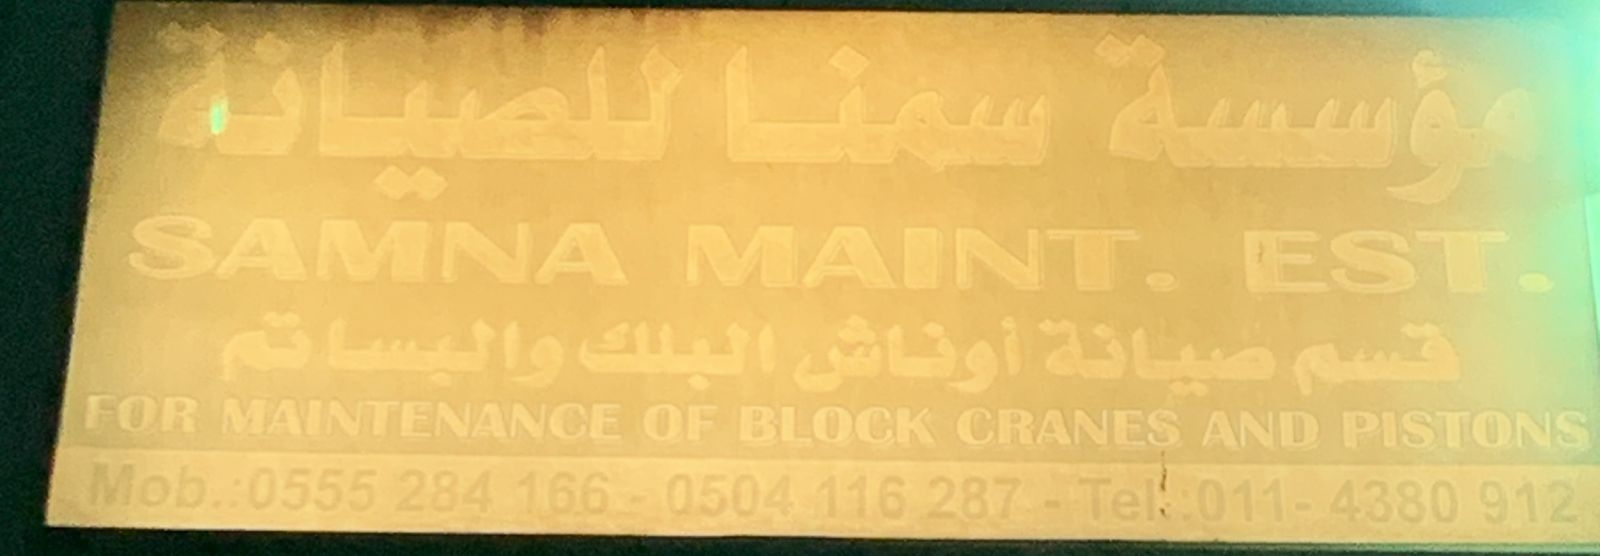 مؤسسة سمنا للصيانة
SAMNA MAINT. EST.
قسم صيانة أوناش البلك والبساتم
FOR MAINTENANCE OF BLOCK CRANES AND PISTONS
Mob.:0555 284 166 - 0504 116 287 - Tel.:011- 4380 912